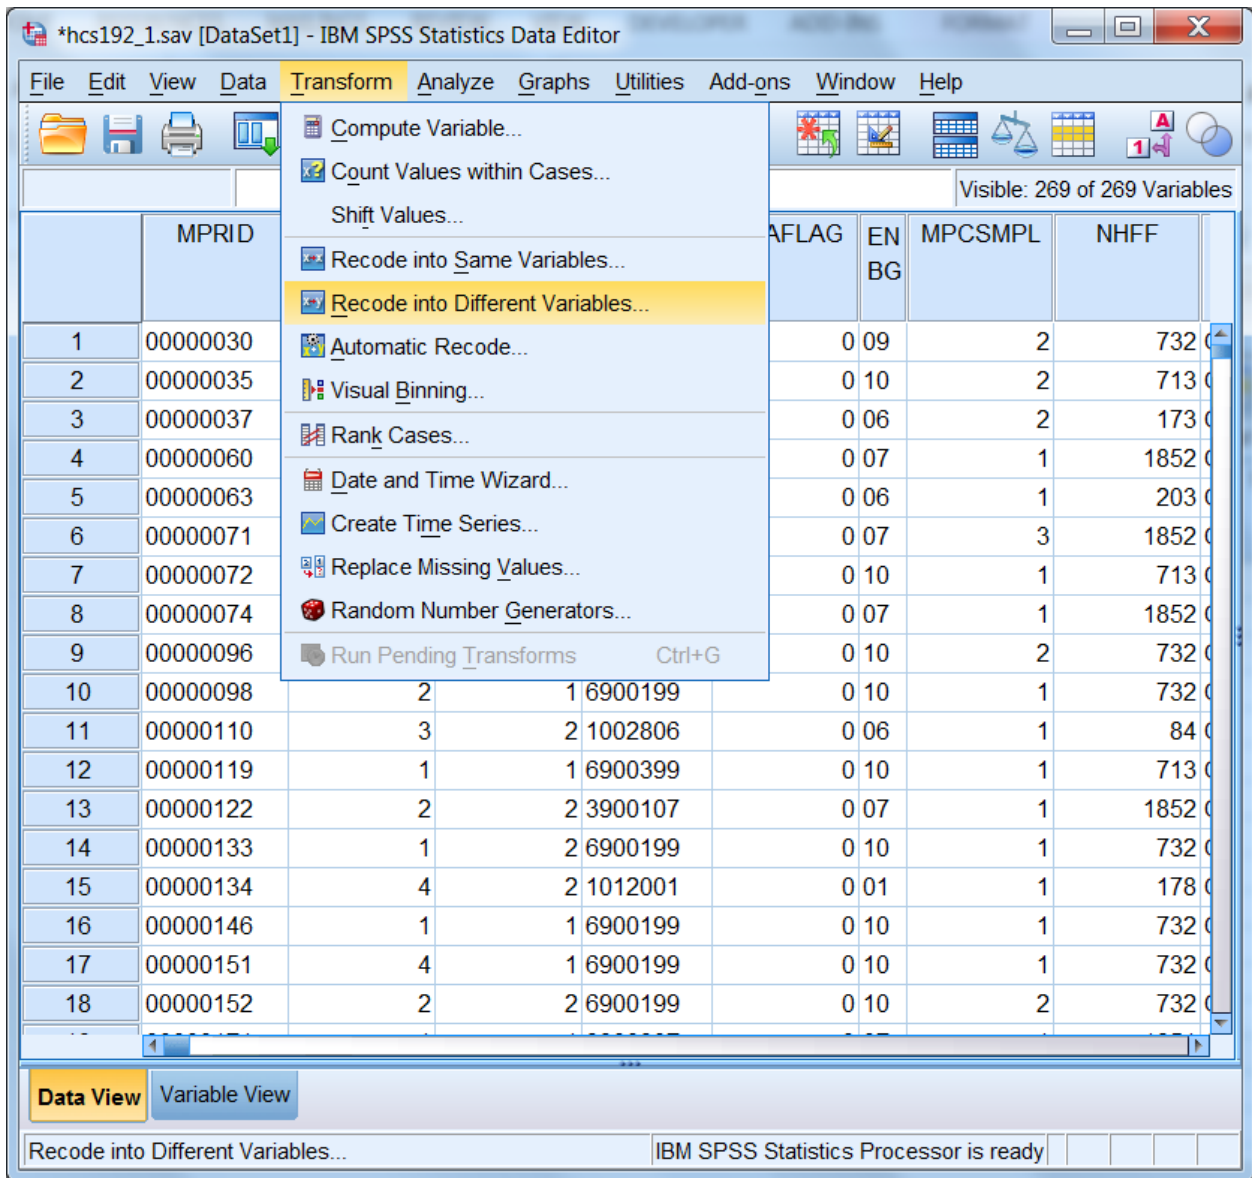 *hcs192_1.sav [DataSet1] - IBM SPSS Statistics Data Editor
File Edit View Data Transform Analyze Graphs Utilities Add-ons Window Help
Compute Variable...
Count Values within Cases...
Shift Values...
Recode into Same Variables...
Recode into Different Variables...
Automatic Recode...
Visual Binning...
Rank Cases...
Date and Time Wizard...
Create Time Series...
Replace Missing Values...
Random Number Generators...
Run Pending Transforms Ctrl+G
Visible: 269 of 269 Variables
MPRID AFLAG EN BG MPCSMPL NHFF
1 00000030 0 09 2 732
2 00000035 0 10 2 713
3 00000037 0 06 2 173
4 00000060 0 07 1 1852
5 00000063 0 06 1 203
6 00000071 0 07 3 1852
7 00000072 0 10 1 713
8 00000074 0 07 1 1852
9 00000096 0 10 2 732
10 00000098 2 1 6900199 0 10 1 732
11 00000110 3 2 1002806 0 06 1 84
12 00000119 1 1 6900399 0 10 1 713
13 00000122 2 2 3900107 0 07 1 1852
14 00000133 1 2 6900199 0 10 1 732
15 00000134 4 2 1012001 0 01 1 178
16 00000146 1 1 6900199 0 10 1 732
17 00000151 4 1 6900199 0 10 1 732
18 00000152 2 2 6900199 0 10 2 732
Data View Variable View
Recode into Different Variables... IBM SPSS Statistics Processor is ready